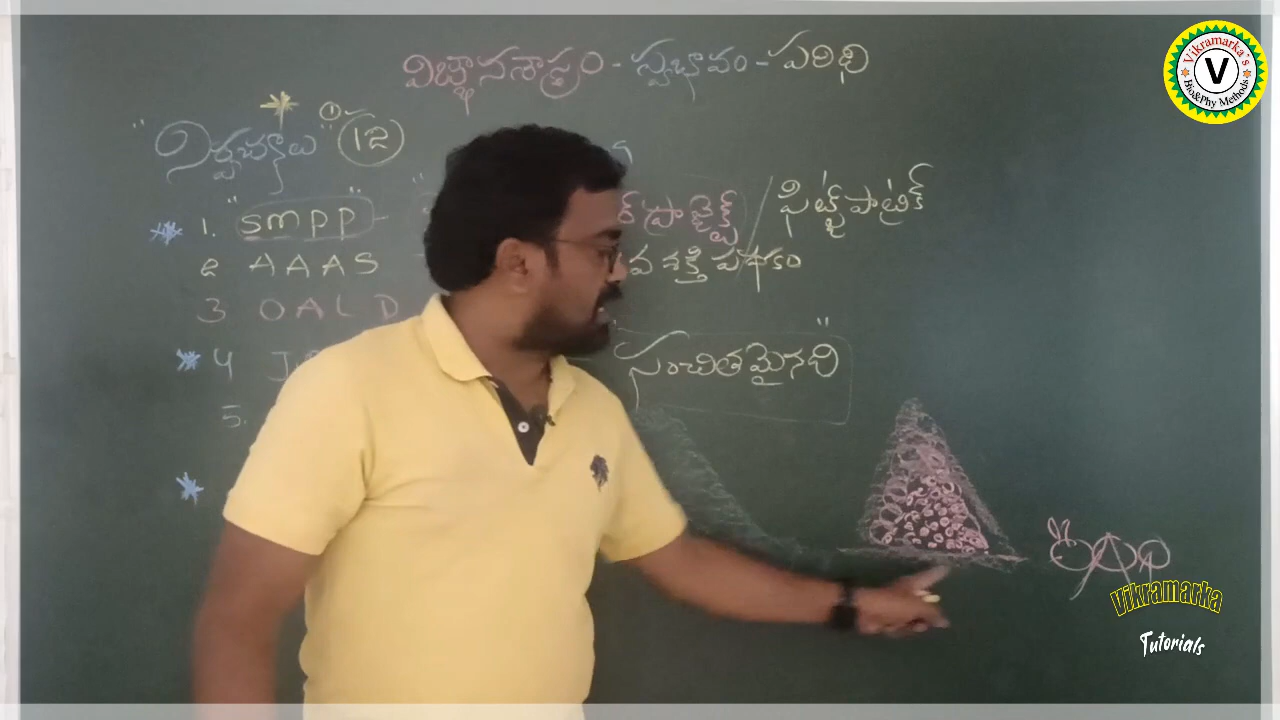 విజ్ఞానశాస్త్రం - స్వభావం - పరిధి
"నిర్వచనాలు" 12
1. "SMPP" - ప్రాజెక్ట్ / ఫిట్జ్ పాట్రిక్
2 AAAS శక్తి పథకం
3 OALD
4 J సంచితమైనది"
5.
Vikramarka's
V
Bio&Phy Methods
Vikramarka
Tutorials